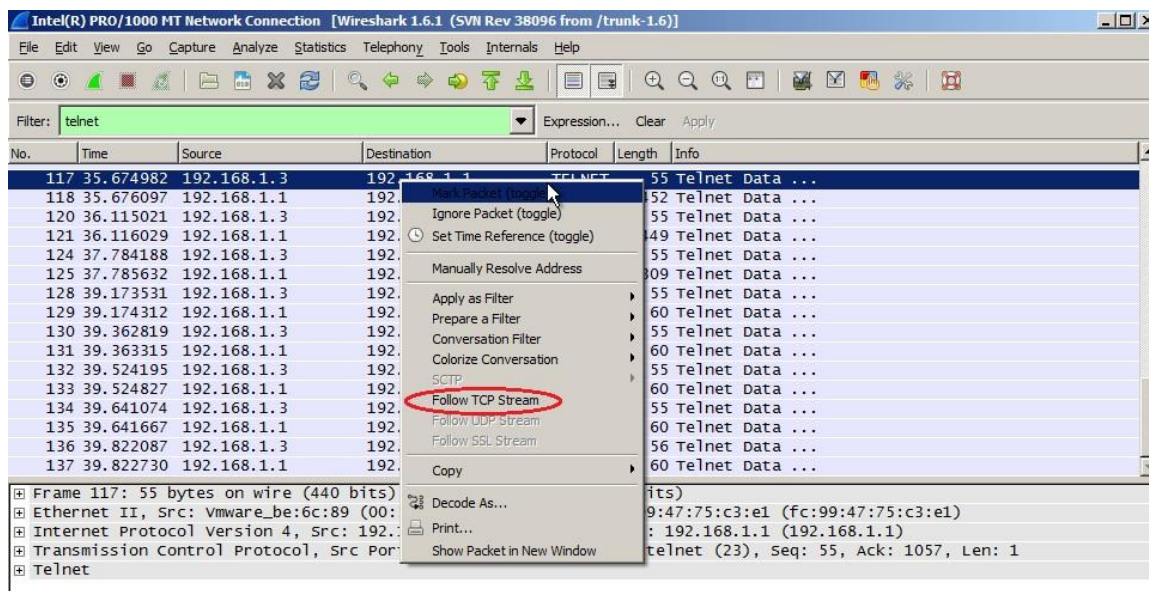 Intel(R) PRO/1000 MT Network Connection [Wireshark 1.6.1 (SVN Rev 38096 from /trunk-1.6)]
File Edit View Go Capture Analyze Statistics Telephony Tools Internals Help
Filter: telnet Expression... Clear Apply
No. Time Source Destination Protocol Length Info
117 35.674982 192.168.1.3 192.168.1.1 TELNET 55 Telnet Data ...
118 35.676097 192.168.1.1 192. 52 Telnet Data ...
120 36.115021 192.168.1.3 192. 55 Telnet Data ...
121 36.116029 192.168.1.1 192. 449 Telnet Data ...
124 37.784188 192.168.1.3 192. 55 Telnet Data ...
125 37.785632 192.168.1.1 192. 309 Telnet Data ...
128 39.173531 192.168.1.3 192. 55 Telnet Data ...
129 39.174312 192.168.1.1 192. 60 Telnet Data ...
130 39.362819 192.168.1.3 192. 55 Telnet Data ...
131 39.363315 192.168.1.1 192. 60 Telnet Data ...
132 39.524195 192.168.1.3 192. 55 Telnet Data ...
133 39.524827 192.168.1.1 192. 60 Telnet Data ...
134 39.641074 192.168.1.3 192. 55 Telnet Data ...
135 39.641667 192.168.1.1 192. 60 Telnet Data ...
136 39.822087 192.168.1.3 192. 56 Telnet Data ...
137 39.822730 192.168.1.1 192. 60 Telnet Data ...
Mark Packet (toggle)
Ignore Packet (toggle)
Set Time Reference (toggle)
Manually Resolve Address
Apply as Filter
Prepare a Filter
Conversation Filter
Colorize Conversation
SCTP
Follow TCP Stream
Follow UDP Stream
Follow SSL Stream
Copy
Decode As...
Print...
Show Packet in New Window
Frame 117: 55 bytes on wire (440 bits) its)
Ethernet II, Src: Vmware_be:6c:89 (00: 9:47:75:c3:e1 (fc:99:47:75:c3:e1)
Internet Protocol Version 4, Src: 192. : 192.168.1.1 (192.168.1.1)
Transmission Control Protocol, Src Por telnet (23), Seq: 55, Ack: 1057, Len: 1
Telnet